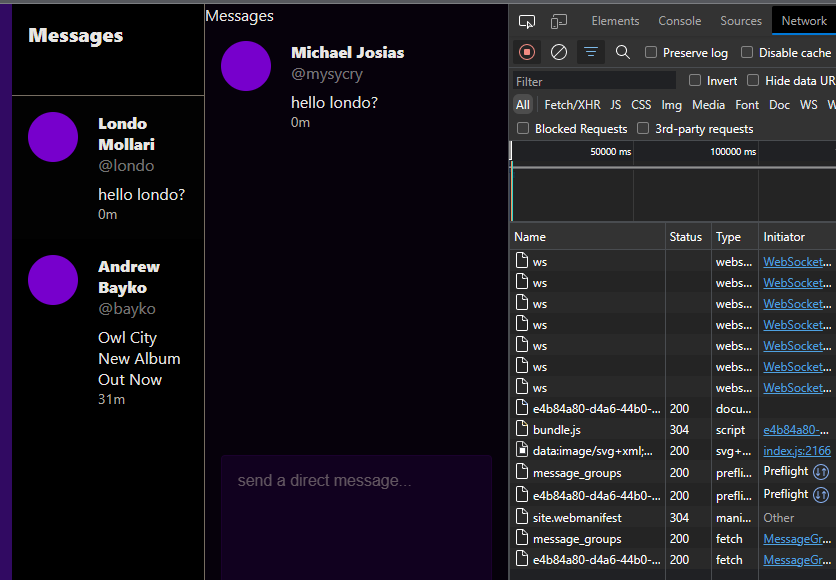 Messages
Londo
Mollari
@londo
hello londo?
0m
Andrew
Bayko
@bayko
Owl City
New Album
Out Now
31m
Messages
Michael Josias
@mysycry
hello londo?
0m
send a direct message...
Elements Console Sources Network
Preserve log Disable cache
Filter Invert Hide data UR
All Fetch/XHR JS CSS Img Media Font Doc WS W
Blocked Requests 3rd-party requests
50000 ms 100000 ms
Name Status Type Initiator
ws webs... WebSocket...
ws webs... WebSocket...
ws webs... WebSocket...
ws webs... WebSocket...
ws webs... WebSocket...
ws webs... WebSocket...
ws webs... WebSocket...
e4b84a80-d4a6-44b0-... 200 docu...
bundle.js 304 script e4b84a80-...
data:image/svg+xml;... 200 svg+... index.js:2166
message_groups 200 prefli... Preflight
e4b84a80-d4a6-44b0-... 200 prefli... Preflight
site.webmanifest 304 mani... Other
message_groups 200 fetch MessageGr...
e4b84a80-d4a6-44b0-... 200 fetch MessageGr...